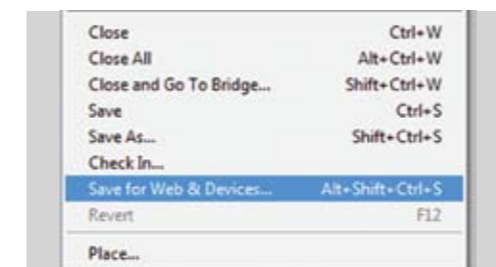 Close Ctrl+W
Close All Alt+Ctrl+W
Close and Go To Bridge... Shift+Ctrl+W
Save Ctrl+S
Save As... Shift+Ctrl+S
Check In...
Save for Web & Devices... Alt+Shift+Ctrl+S
Revert F12
Place...